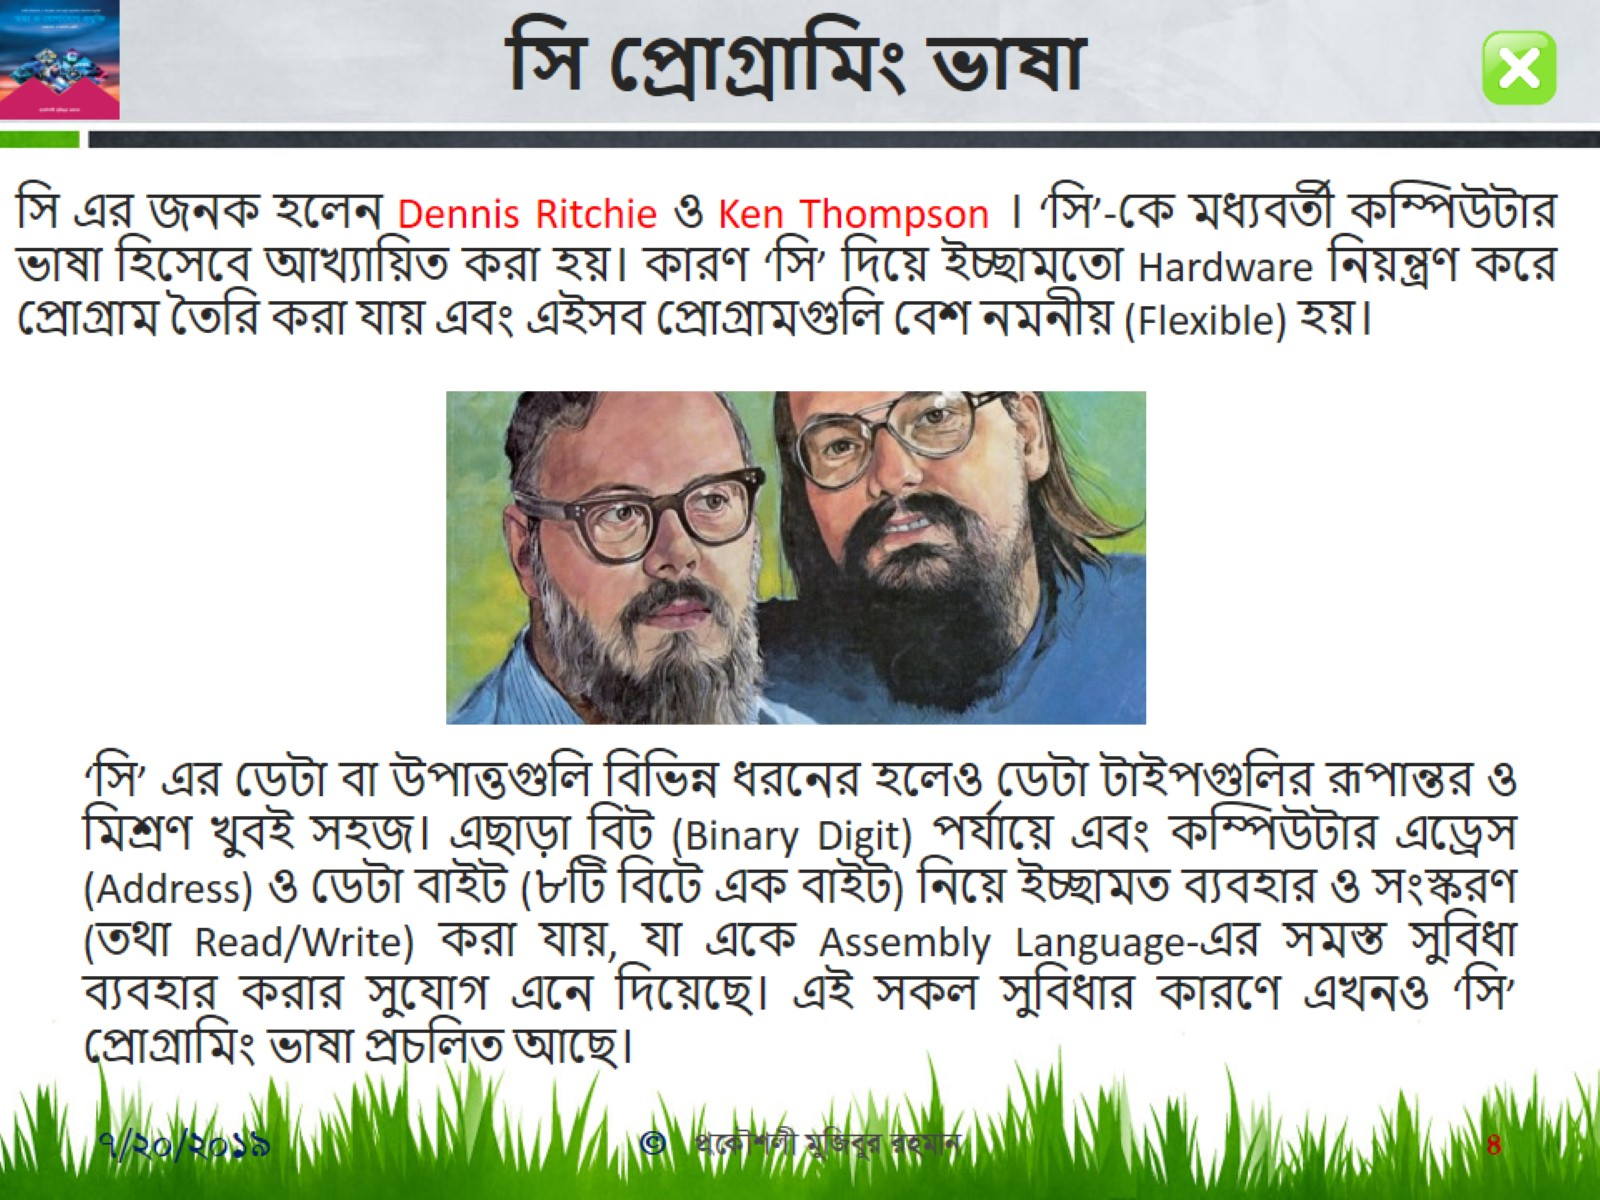 সি প্রোগ্রামিং ভাষা
সি এর জনক হলেন Dennis Ritchie ও Ken Thompson । ‘সি’-কে মধ্যবর্তী কম্পিউটার
ভাষা হিসেবে আখ্যায়িত করা হয়। কারণ ‘সি’ দিয়ে ইচ্ছামতো Hardware নিয়ন্ত্রণ করে
প্রোগ্রাম তৈরি করা যায় এবং এইসব প্রোগ্রামগুলি বেশ নমনীয় (Flexible) হয়।
‘সি’ এর ডেটা বা উপাত্তগুলি বিভিন্ন ধরনের হলেও ডেটা টাইপগুলির রূপান্তর ও
মিশ্রণ খুবই সহজ। এছাড়া বিট (Binary Digit) পর্যায়ে এবং কম্পিউটার এড্রেস
(Address) ও ডেটা বাইট (৮টি বিটে এক বাইট) নিয়ে ইচ্ছামত ব্যবহার ও সংস্করণ
(তথা Read/Write) করা যায়, যা একে Assembly Language-এর সমস্ত সুবিধা
ব্যবহার করার সুযোগ এনে দিয়েছে। এই সকল সুবিধার কারণে এখনও ‘সি’
প্রোগ্রামিং ভাষা প্রচলিত আছে।
৭/২০/২০১৯ © প্রকৌশলী মুজিবুর রহমান 8